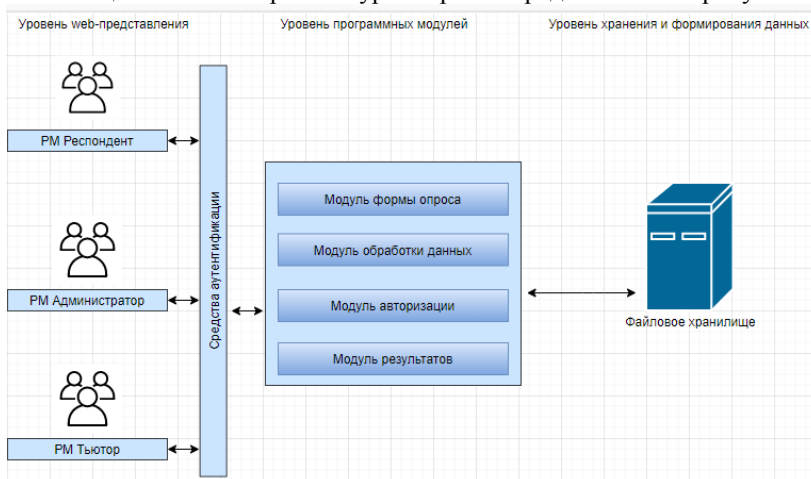 Уровень web-представления
Уровень программных модулей
Уровень хранения и формирования данных
РМ Респондент
РМ Администратор
РМ Тьютор
Средства аутентификации
Модуль формы опроса
Модуль обработки данных
Модуль авторизации
Модуль результатов
Файловое хранилище